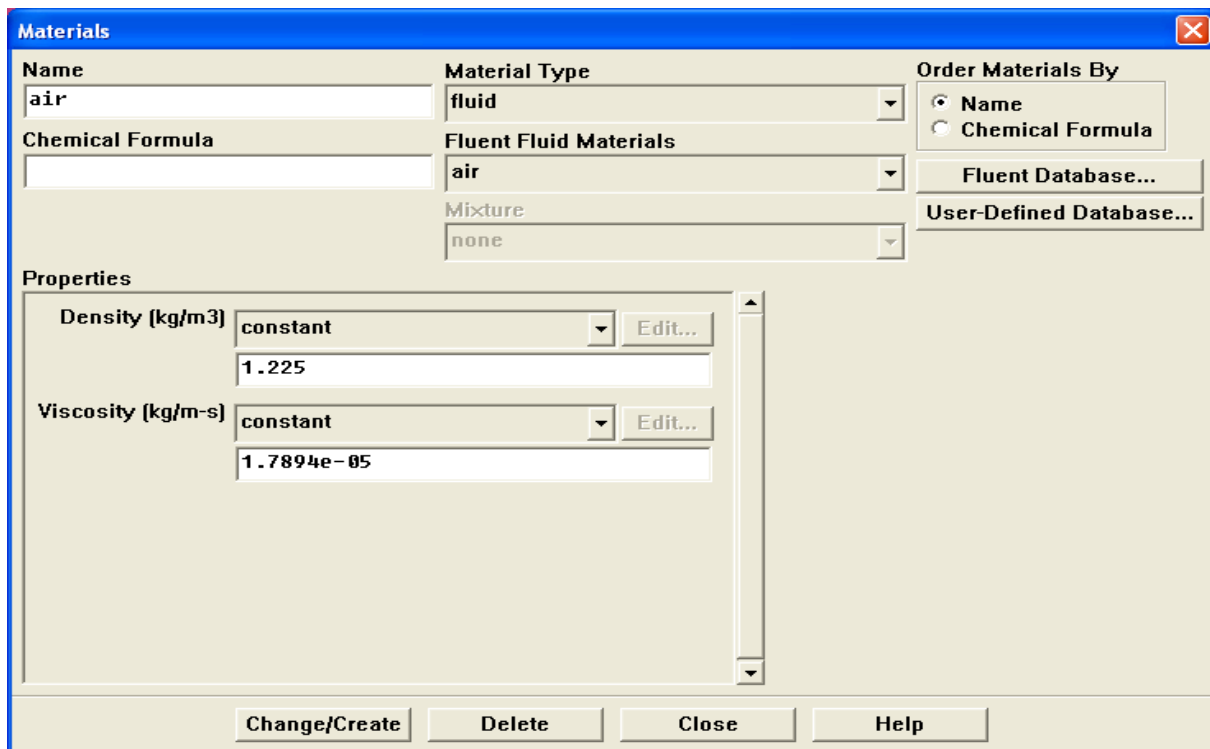 Materials
Name
air
Chemical Formula
Material Type
fluid
Fluent Fluid Materials
air
Mixture
none
Order Materials By
Name
Chemical Formula
Fluent Database...
User-Defined Database...
Properties
Density (kg/m3)
constant
Edit...
1.225
Viscosity (kg/m-s)
constant
Edit...
1.7894e-05
Change/Create
Delete
Close
Help